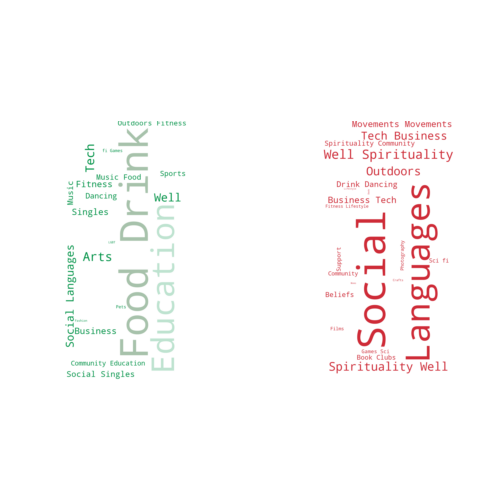 Outdoors Fitness
Tech
fi Games
Food Drink
Music Food
Sports
Music
Fitness
Dancing
Well
Singles
Education
Arts
Social Languages
Pets
Business
Community Education
Social Singles
Movements Movements
Tech Business
Spirituality Community
Well Spirituality
Outdoors
Drink Dancing
Business Tech
Fitness Lifestyle
Social
Languages
Support
Photography
Sci fi
Community
Beliefs
Films
Games Sci
Book Clubs
Spirituality Well